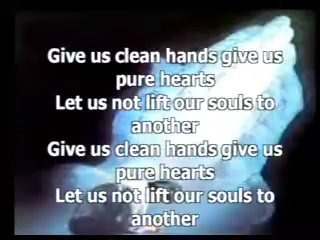 Give us clean hands give us
pure hearts
Let us not lift our souls to
another
Give us clean hands give us
pure hearts
Let us not lift our souls to
another